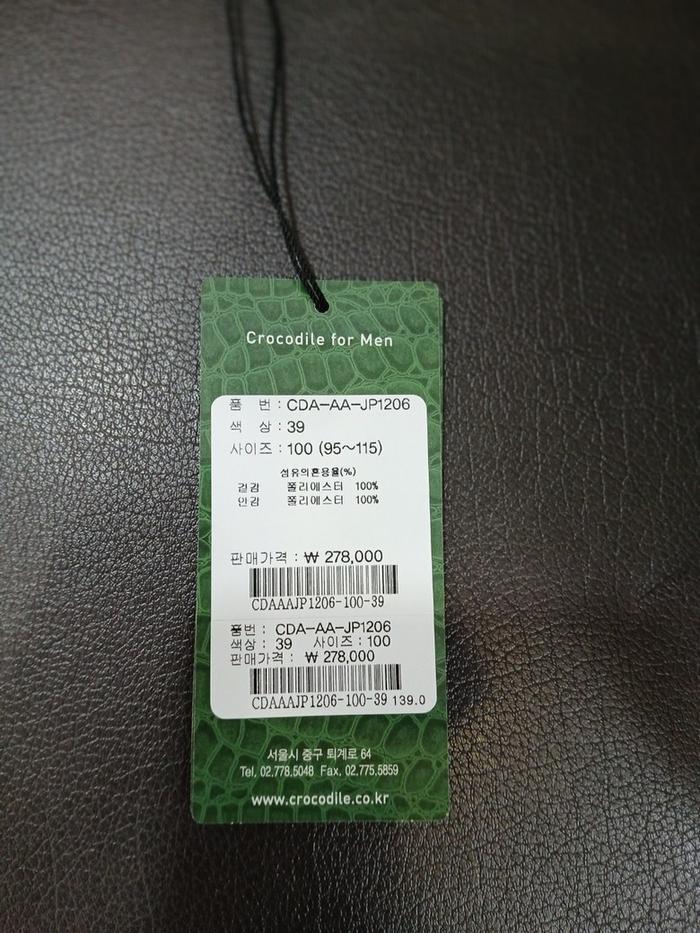 Crocodile for Men
품 번 : CDA-AA-JP1206
색 상 : 39
사이즈 : 100 (95~115)
섬유의혼용율(%)
겉감 폴리에스터 100%
안감 폴리에스터 100%
판매가격 : ₩ 278,000
CDAAAJP1206-100-39
품번 : CDA-AA-JP1206
색상 : 39 사이즈 : 100
판매가격 : ₩ 278,000
CDAAAJP1206-100-39 139.0
서울시 중구 퇴계로 64
Tel. 02.778.5048 Fax. 02.775.5859
www.crocodile.co.kr